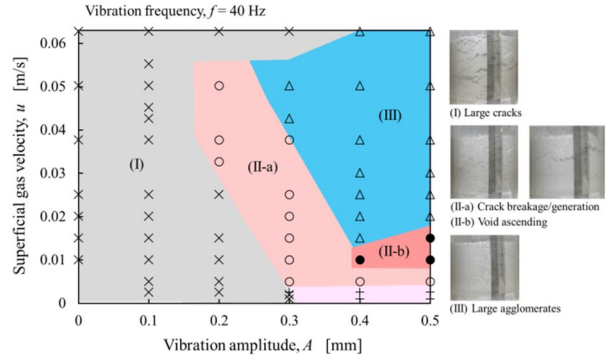 Vibration frequency, f = 40 Hz
Superficial gas velocity, u [m/s]
0.06
0.05
0.04
0.03
0.02
0.01
0
(I)
(II-a)
(III)
(II-b)
0 0.1 0.2 0.3 0.4 0.5
Vibration amplitude, A [mm]
(I) Large cracks
(II-a) Crack breakage/generation
(II-b) Void ascending
(III) Large agglomerates